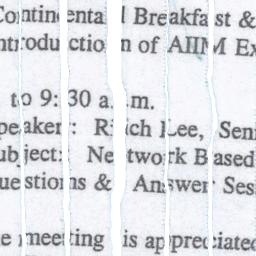 Continental Breakfast &
ntroduction of AIIM Ex
to 9:30 a.m.
peaker: Rich Lee, Seni
ubject: Network Based
uestions & Answer Ses
e meeting is appreciated